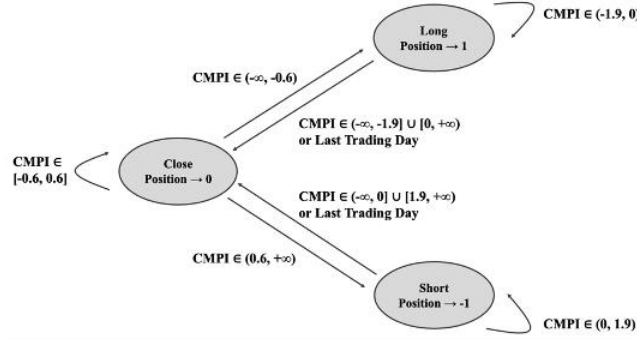 Long
Position → 1
CMPI ∈ (-1.9, 0)
CMPI ∈ (-∞, -0.6)
CMPI ∈ (-∞, -1.9] ∪ [0, +∞)
or Last Trading Day
CMPI ∈
[-0.6, 0.6]
Close
Position → 0
CMPI ∈ (-∞, 0] ∪ [1.9, +∞)
or Last Trading Day
CMPI ∈ (0.6, +∞)
Short
Position → -1
CMPI ∈ (0, 1.9)